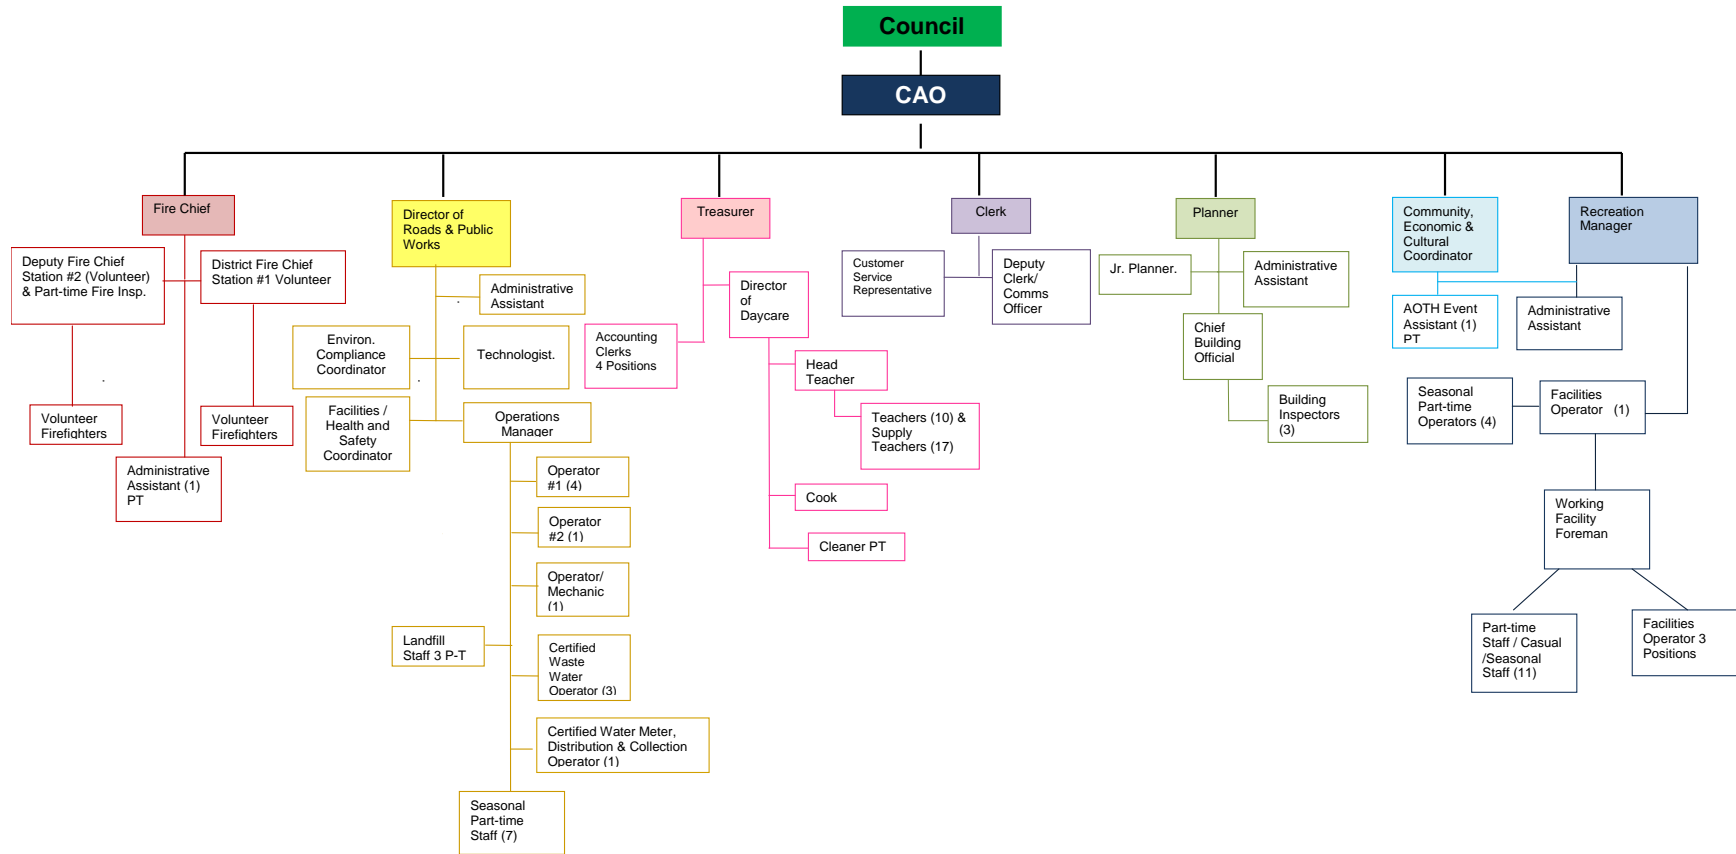 Council
CAO
Fire Chief
Director of
Roads & Public
Works
Treasurer
Clerk
Planner
Community,
Economic &
Cultural
Coordinator
Recreation
Manager
Deputy Fire Chief
Station #2 (Volunteer)
& Part-time Fire Insp.
District Fire Chief
Station #1 Volunteer
Volunteer
Firefighters
Volunteer
Firefighters
Administrative
Assistant (1)
PT
Administrative
Assistant
Environ.
Compliance
Coordinator
Technologist.
Facilities /
Health and
Safety
Coordinator
Operations
Manager
Operator
#1 (4)
Operator
#2 (1)
Operator/
Mechanic
(1)
Landfill
Staff 3 P-T
Certified
Waste
Water
Operator (3)
Certified Water Meter,
Distribution & Collection
Operator (1)
Seasonal
Part-time
Staff (7)
Director
of
Daycare
Accounting
Clerks
4 Positions
Head
Teacher
Teachers (10) &
Supply
Teachers (17)
Cook
Cleaner PT
Customer
Service
Representative
Deputy
Clerk/
Comms
Officer
Jr. Planner.
Administrative
Assistant
Chief
Building
Official
Building
Inspectors
(3)
AOTH Event
Assistant (1)
PT
Administrative
Assistant
Seasonal
Part-time
Operators (4)
Facilities
Operator (1)
Working
Facility
Foreman
Part-time
Staff / Casual
/Seasonal
Staff (11)
Facilities
Operator 3
Positions